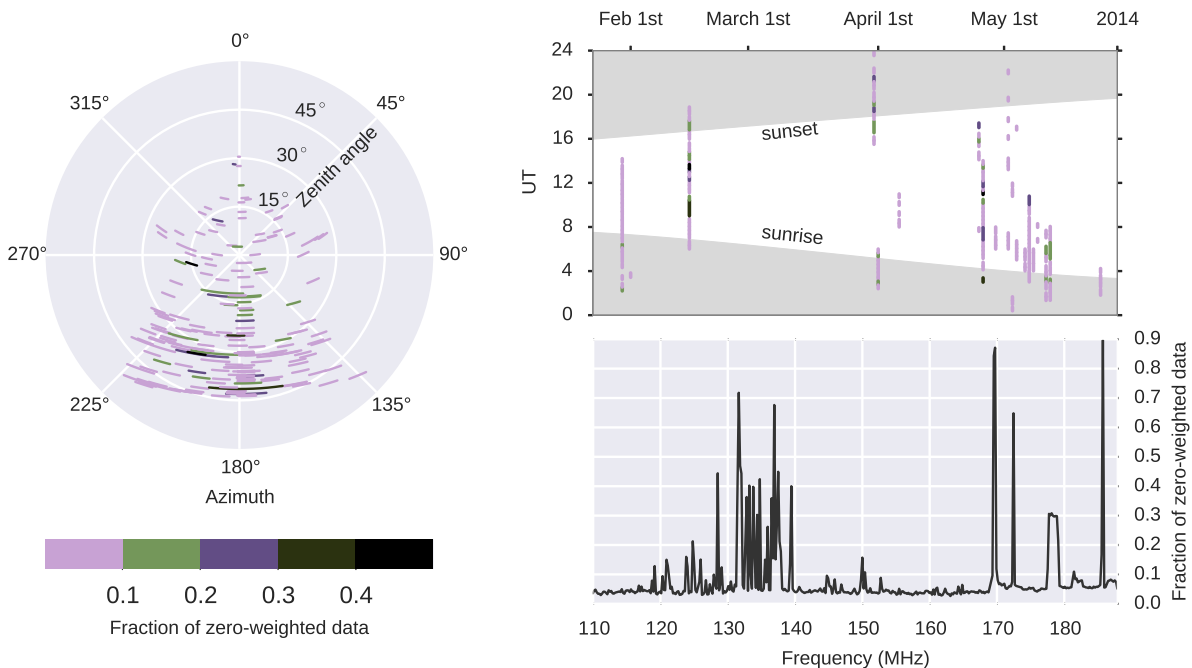 0°
315°
45°
45°
30°
15°
Zenith angle
270°
90°
225°
135°
180°
Azimuth
0.1 0.2 0.3 0.4
Fraction of zero-weighted data
Feb 1st March 1st April 1st May 1st 2014
24
20
16
12
8
4
0
UT
sunset
sunrise
0.9
0.8
0.7
0.6
0.5
0.4
0.3
0.2
0.1
0.0
Fraction of zero-weighted data
110 120 130 140 150 160 170 180
Frequency (MHz)